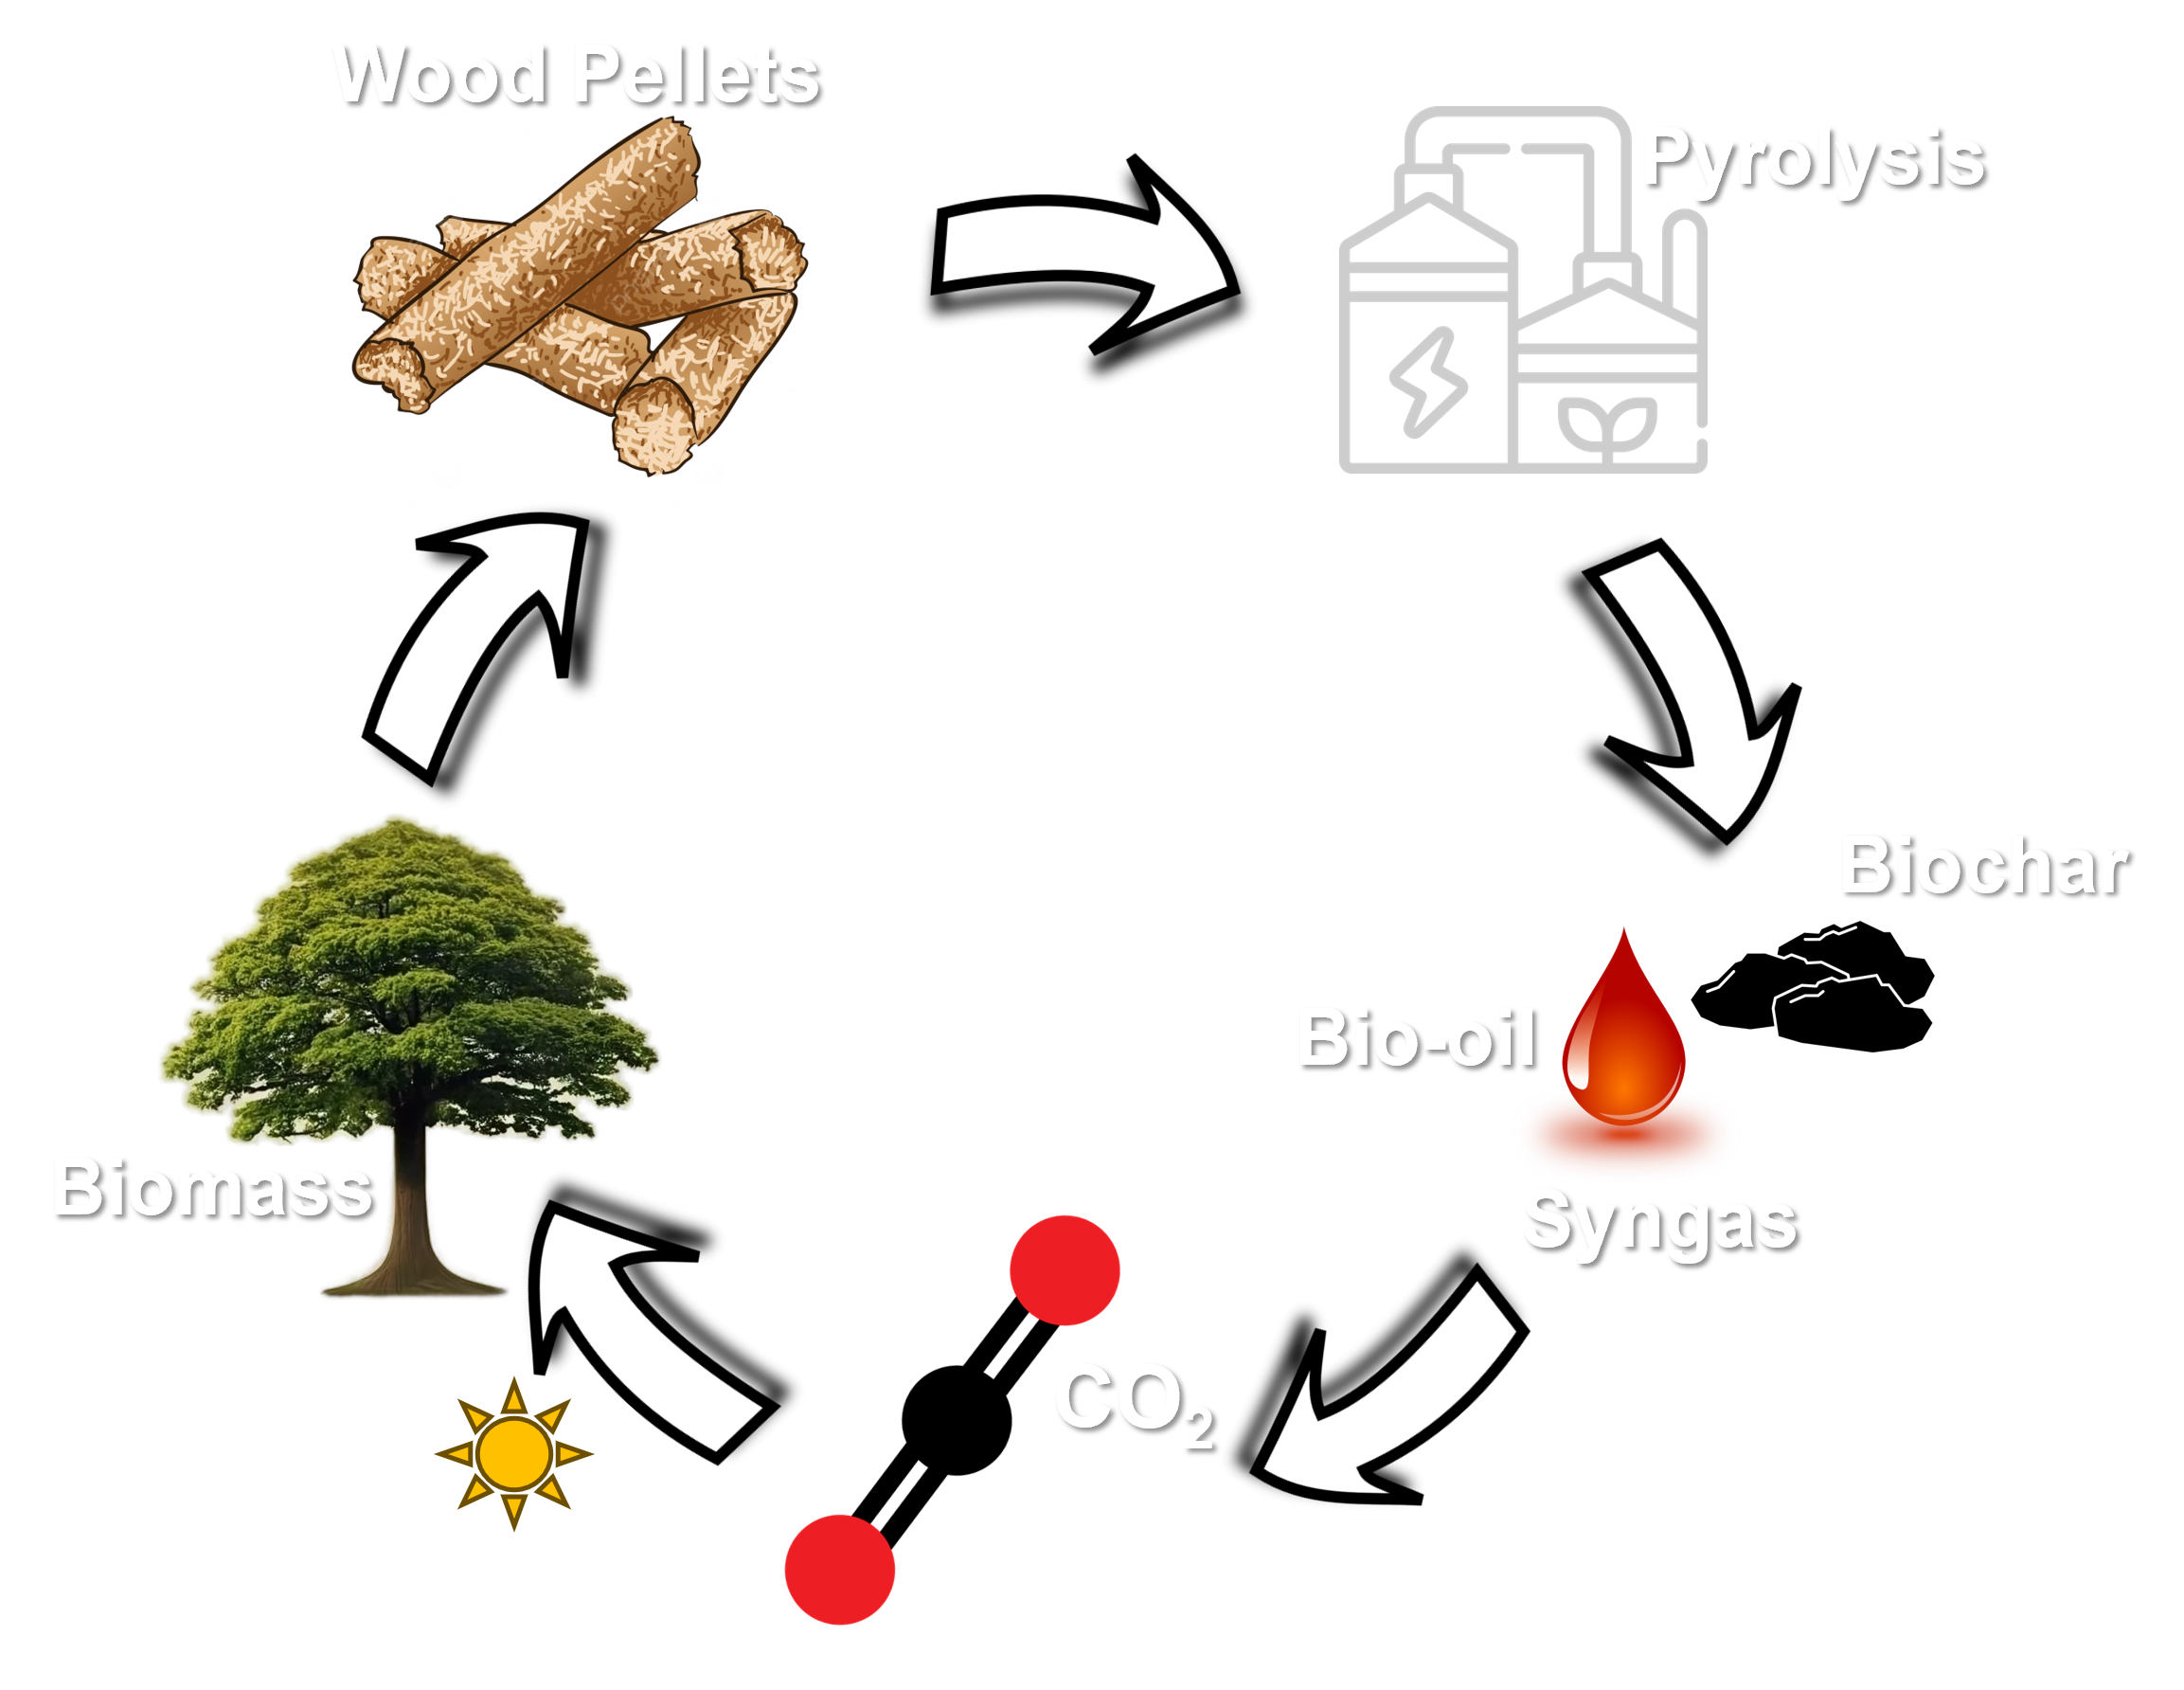 Wood Pellets
Pyrolysis
Biochar
Bio-oil
Syngas
Biomass
CO₂